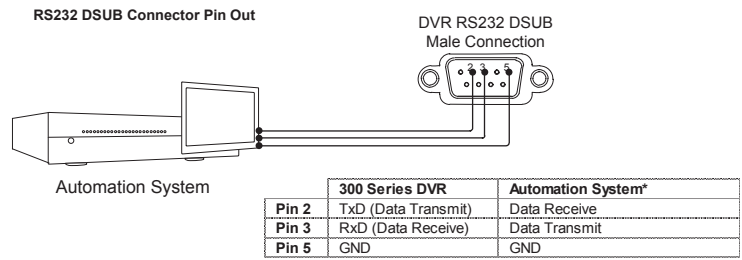 RS232 DSUB Connector Pin Out
DVR RS232 DSUB
Male Connection
2 3 5
Automation System
300 Series DVR Automation System*
Pin 2 TxD (Data Transmit) Data Receive
Pin 3 RxD (Data Receive) Data Transmit
Pin 5 GND GND